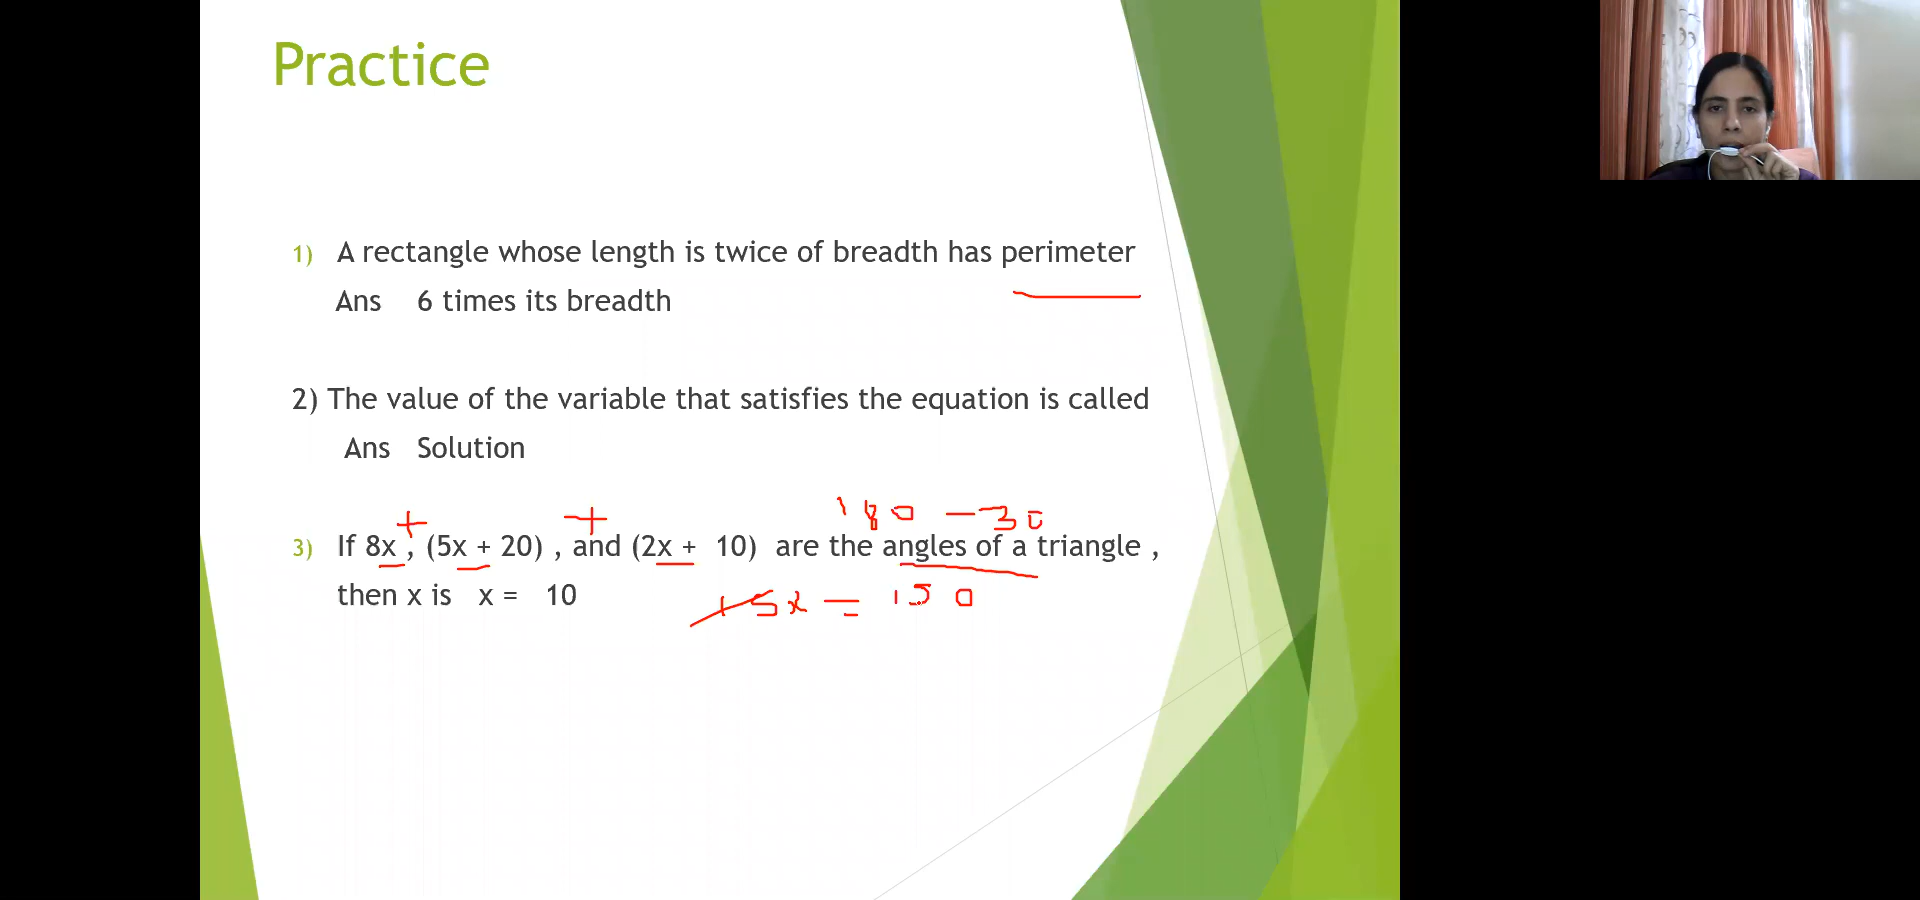 Practice
1) A rectangle whose length is twice of breadth has perimeter
Ans 6 times its breadth
2) The value of the variable that satisfies the equation is called
Ans Solution
+ + 180 - 30
3) If 8x , (5x + 20) , and (2x + 10) are the angles of a triangle ,
then x is x = 10
15x = 150